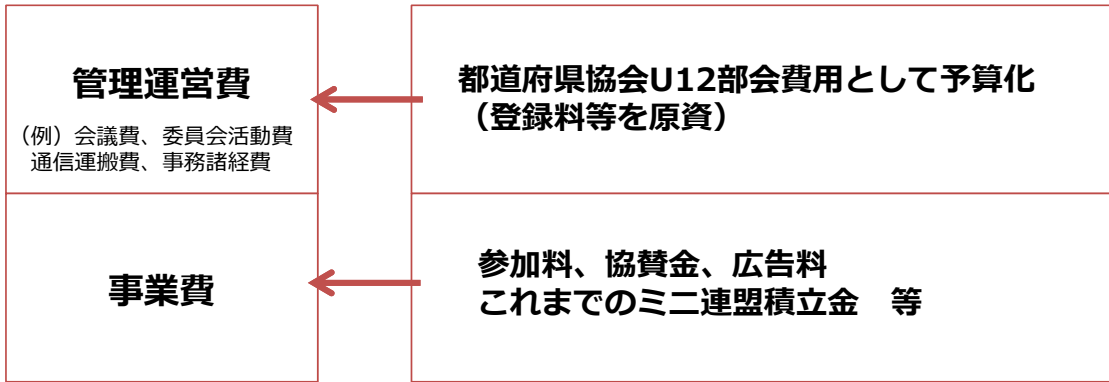 管理運営費
(例)会議費、委員会活動費
通信運搬費、事務諸経費
都道府県協会U12部会費用として予算化
(登録料等を原資)
事業費
参加料、協賛金、広告料
これまでのミニ連盟積立金　等